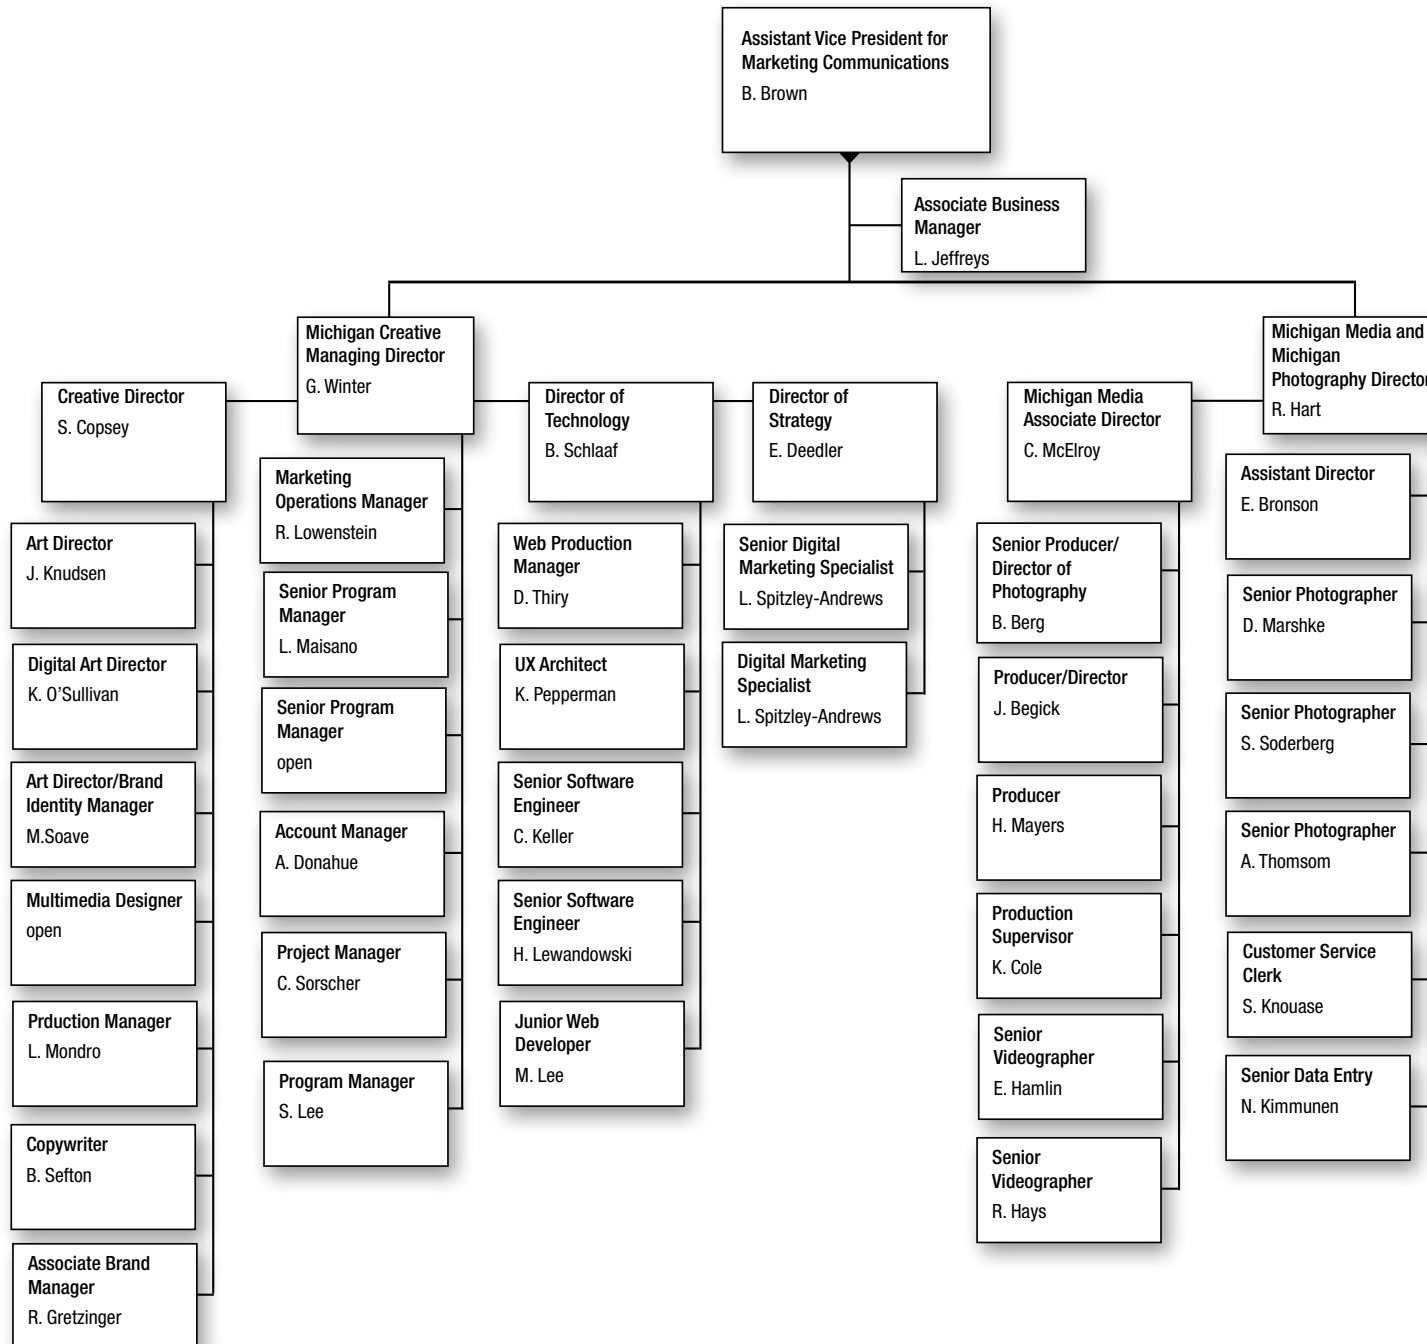 Assistant Vice President for
Marketing Communications
B. Brown
Associate Business
Manager
L. Jeffreys
Michigan Creative
Managing Director
G. Winter
Michigan Media and
Michigan
Photography Director
R. Hart
Creative Director
S. Copsey
Director of
Technology
B. Schlaaf
Director of
Strategy
E. Deedler
Michigan Media
Associate Director
C. McElroy
Art Director
J. Knudsen
Digital Art Director
K. O’Sullivan
Art Director/Brand
Identity Manager
M.Soave
Multimedia Designer
open
Prduction Manager
L. Mondro
Copywriter
B. Sefton
Associate Brand
Manager
R. Gretzinger
Marketing
Operations Manager
R. Lowenstein
Senior Program
Manager
L. Maisano
Senior Program
Manager
open
Account Manager
A. Donahue
Project Manager
C. Sorscher
Program Manager
S. Lee
Web Production
Manager
D. Thiry
UX Architect
K. Pepperman
Senior Software
Engineer
C. Keller
Senior Software
Engineer
H. Lewandowski
Junior Web
Developer
M. Lee
Senior Digital
Marketing Specialist
L. Spitzley-Andrews
Digital Marketing
Specialist
L. Spitzley-Andrews
Senior Producer/
Director of
Photography
B. Berg
Producer/Director
J. Begick
Producer
H. Mayers
Production
Supervisor
K. Cole
Senior
Videographer
E. Hamlin
Senior
Videographer
R. Hays
Assistant Director
E. Bronson
Senior Photographer
D. Marshke
Senior Photographer
S. Soderberg
Senior Photographer
A. Thomsom
Customer Service
Clerk
S. Knouase
Senior Data Entry
N. Kimmunen